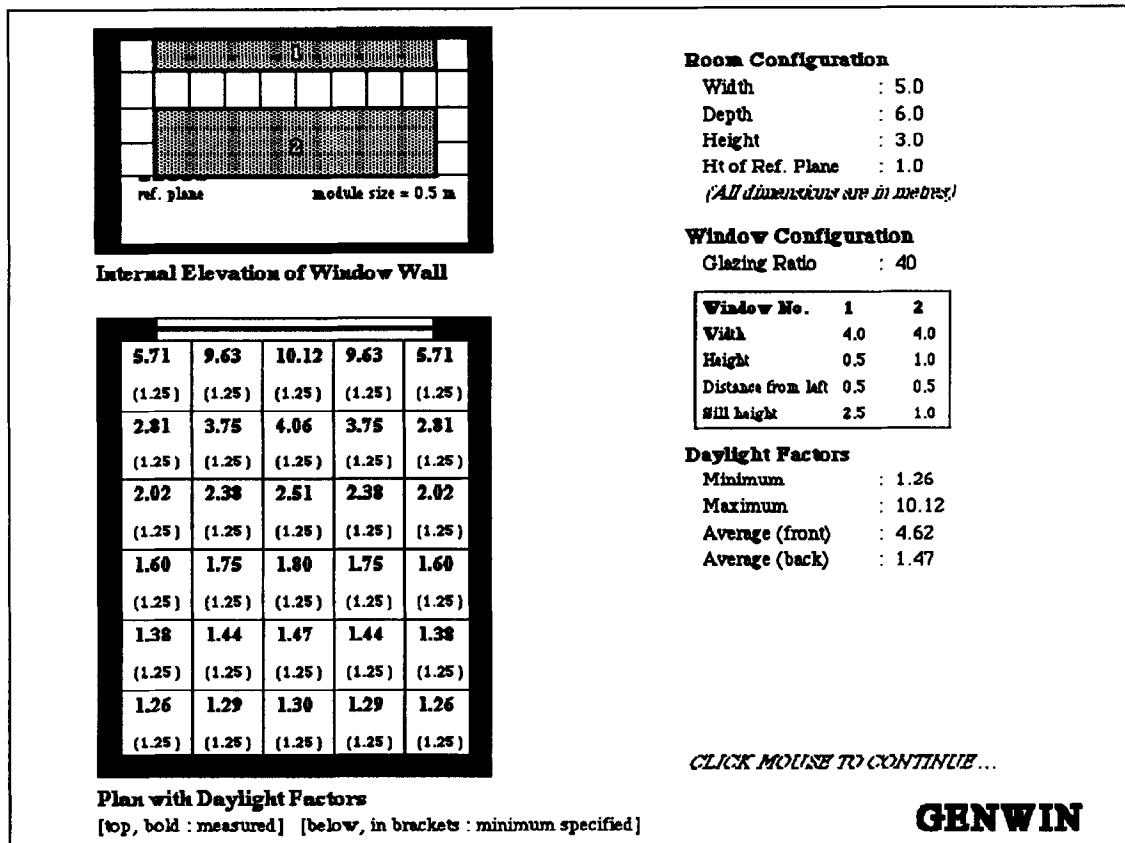 1
2
ref. plane module size = 0.5 m
Internal Elevation of Window Wall
5.71 9.63 10.12 9.63 5.71
(1.25) (1.25) (1.25) (1.25) (1.25)
2.81 3.75 4.06 3.75 2.81
(1.25) (1.25) (1.25) (1.25) (1.25)
2.02 2.38 2.51 2.38 2.02
(1.25) (1.25) (1.25) (1.25) (1.25)
1.60 1.75 1.80 1.75 1.60
(1.25) (1.25) (1.25) (1.25) (1.25)
1.38 1.44 1.47 1.44 1.38
(1.25) (1.25) (1.25) (1.25) (1.25)
1.26 1.29 1.30 1.29 1.26
(1.25) (1.25) (1.25) (1.25) (1.25)
Plan with Daylight Factors
[top, bold : measured] [below, in brackets : minimum specified]
Room Configuration
Width : 5.0
Depth : 6.0
Height : 3.0
Ht of Ref. Plane : 1.0
(All dimensions are in metres)
Window Configuration
Glazing Ratio : 40
Window No. 1 2
Width 4.0 4.0
Height 0.5 1.0
Distance from left 0.5 0.5
Sill height 2.5 1.0
Daylight Factors
Minimum : 1.26
Maximum : 10.12
Average (front) : 4.62
Average (back) : 1.47
CLICK MOUSE TO CONTINUE...
GENWIN